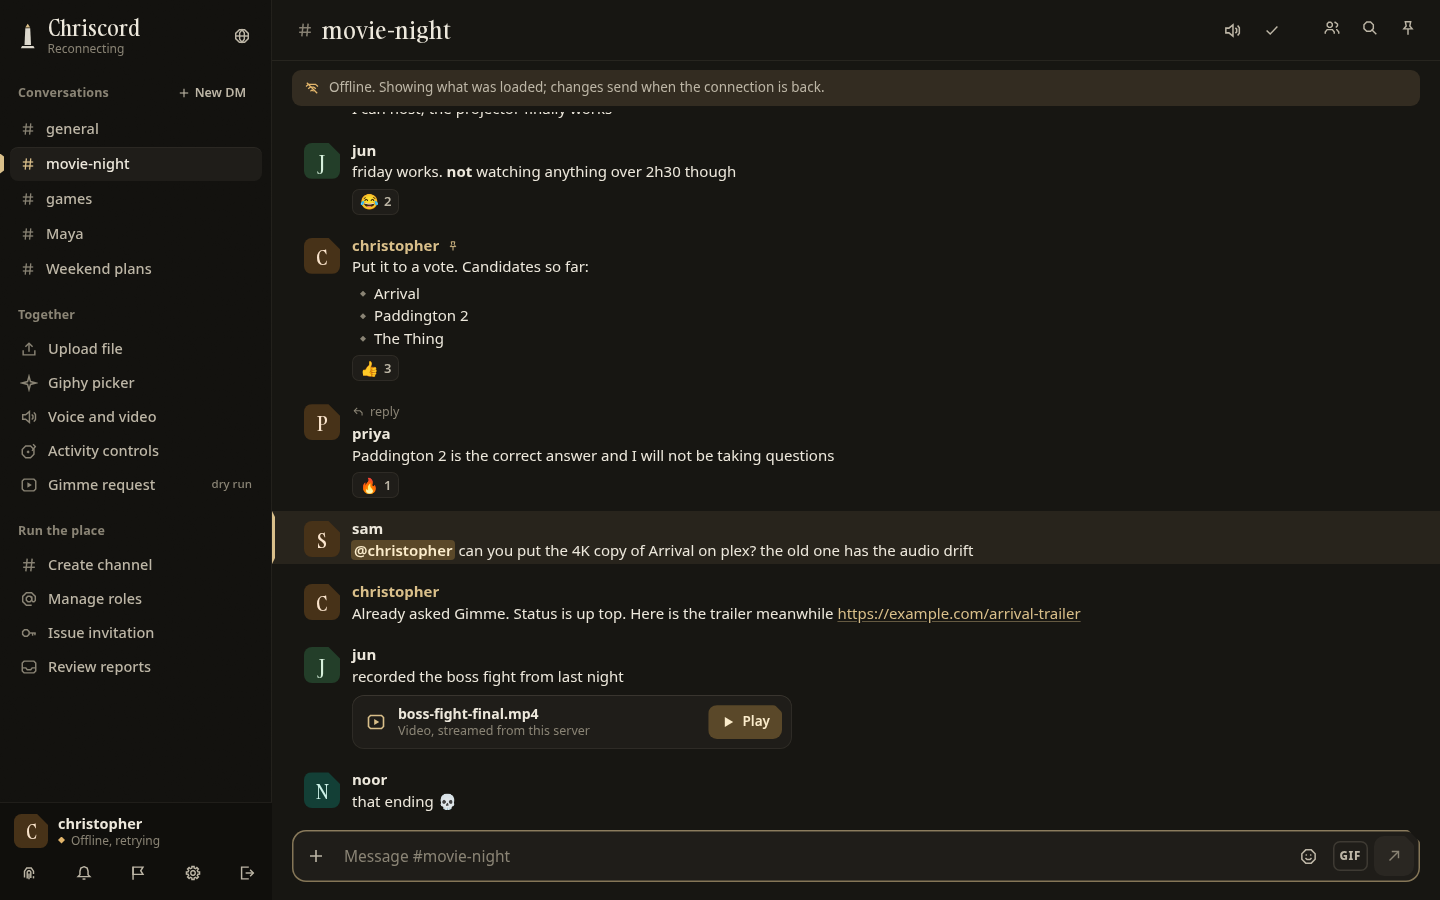 Chriscord
Reconnecting
Conversations
+ New DM
# general
# movie-night
# games
# Maya
# Weekend plans
Together
Upload file
Giphy picker
Voice and video
Activity controls
Gimme request dry run
Run the place
Create channel
Manage roles
Issue invitation
Review reports
C
christopher
Offline, retrying
# movie-night
Offline. Showing what was loaded; changes send when the connection is back.
I can host, the projector finally works
J
jun
friday works. not watching anything over 2h30 though
😂 2
C
christopher
Put it to a vote. Candidates so far:
Arrival
Paddington 2
The Thing
👍 3
P
reply
priya
Paddington 2 is the correct answer and I will not be taking questions
🔥 1
S
sam
@christopher can you put the 4K copy of Arrival on plex? the old one has the audio drift
C
christopher
Already asked Gimme. Status is up top. Here is the trailer meanwhile https://example.com/arrival-trailer
J
jun
recorded the boss fight from last night
boss-fight-final.mp4
Video, streamed from this server
Play
N
noor
that ending 💀
Message #movie-night
GIF